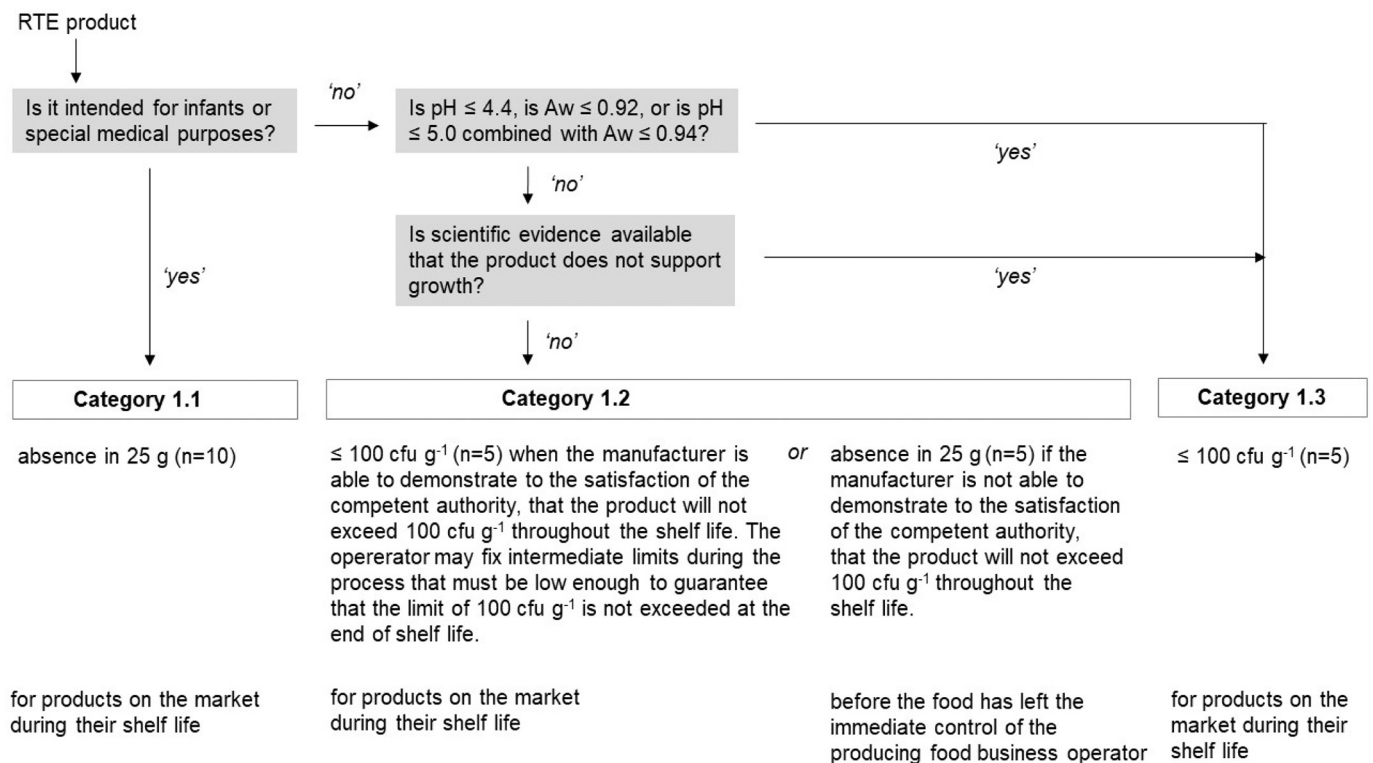 RTE product
Is it intended for infants or
special medical purposes?
‘no’
Is pH ≤ 4.4, is Aw ≤ 0.92, or is pH
≤ 5.0 combined with Aw ≤ 0.94?
‘yes’
‘no’
Is scientific evidence available
that the product does not support
growth?
‘yes’
‘yes’
‘no’
Category 1.1
absence in 25 g (n=10)
for products on the market
during their shelf life
Category 1.2
≤ 100 cfu g⁻¹ (n=5) when the manufacturer is
able to demonstrate to the satisfaction of the
competent authority, that the product will not
exceed 100 cfu g⁻¹ throughout the shelf life. The
opererator may fix intermediate limits during the
process that must be low enough to guarantee
that the limit of 100 cfu g⁻¹ is not exceeded at the
end of shelf life.
for products on the market
during their shelf life
or
absence in 25 g (n=5) if the
manufacturer is not able to
demonstrate to the satisfaction
of the competent authority,
that the product will not exceed
100 cfu g⁻¹ throughout the
shelf life.
before the food has left the
immediate control of the
producing food business operator
Category 1.3
≤ 100 cfu g⁻¹ (n=5)
for products on the
market during their
shelf life